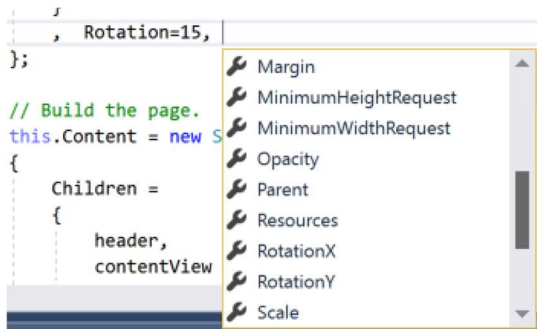 }
, Rotation=15,
};
// Build the page.
this.Content = new S
{
Children =
{
header,
contentView
Margin
MinimumHeightRequest
MinimumWidthRequest
Opacity
Parent
Resources
RotationX
RotationY
Scale